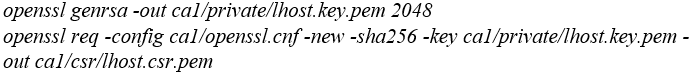 openssl genrsa -out ca1/private/lhost.key.pem 2048
openssl req -config ca1/openssl.cnf -new -sha256 -key ca1/private/lhost.key.pem -
out ca1/csr/lhost.csr.pem